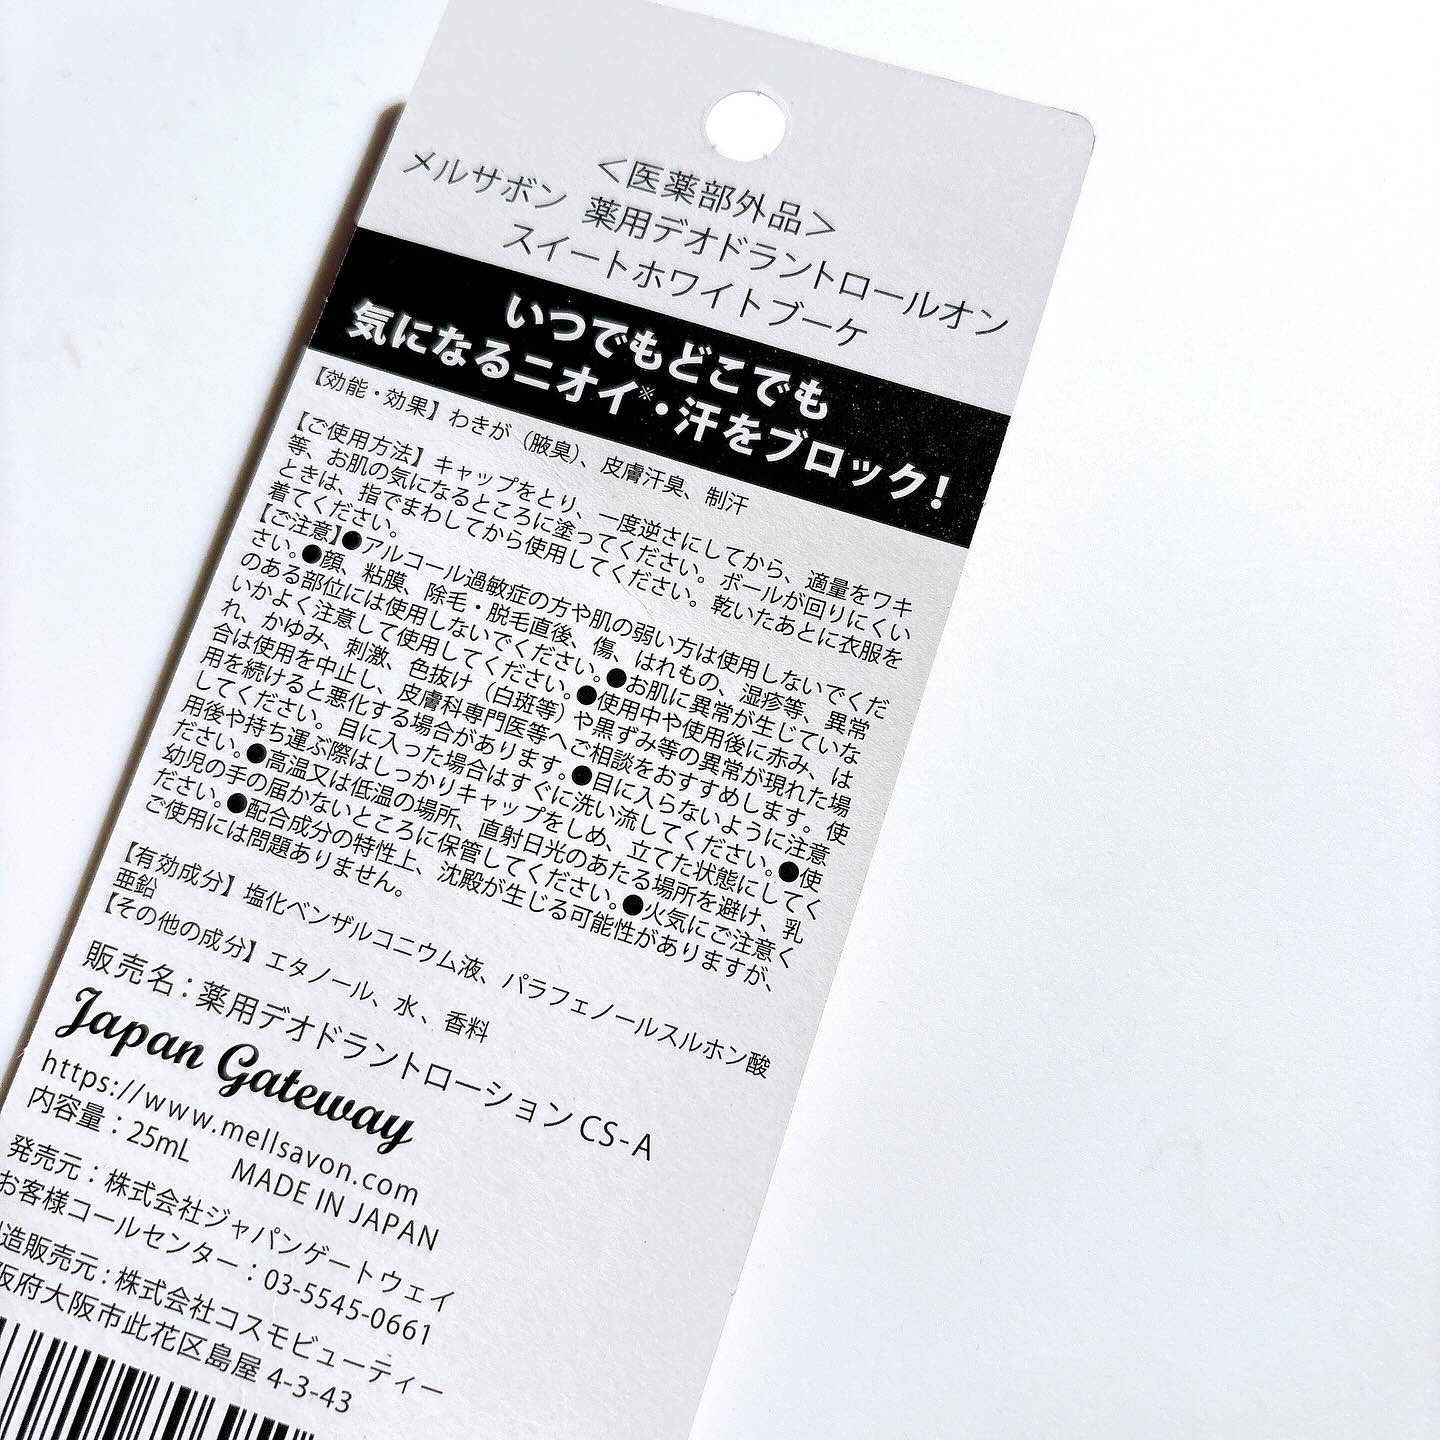 ＜医薬部外品＞
メルサボン 薬用デオドラントロールオン
スイートホワイトブーケ
いつでもどこでも
気になるニオイ※・汗をブロック！
【効能・効果】わきが（腋臭）、皮膚汗臭、制汗
【ご使用方法】キャップをとり、一度逆さにしてから、適量をワキ
等、お肌の気になるところに塗ってください。ボールが回りにくい
ときは、指でまわしてから使用してください。乾いたあとに衣服を
着てください。
【ご注意】●アルコール過敏症の方や肌の弱い方は使用しないでくだ
さい。●顔、粘膜、除毛・脱毛直後、傷、はれもの、湿疹等、異常
のある部位には使用しないでください。●お肌に異常が生じていな
いかよく注意して使用してください。●使用中や使用後に赤み、は
れ、かゆみ、刺激、色抜け（白斑等）や黒ずみ等の異常が現れた場
合は使用を中止し、皮膚科専門医等へご相談をおすすめします。使
用を続けると悪化する場合があります。●目に入らないように注意
してください。目に入った場合はすぐに洗い流してください。●使
用後や持ち運ぶ際はしっかりキャップをしめ、立てた状態にしてく
ださい。●高温又は低温の場所、直射日光のあたる場所を避け、乳
幼児の手の届かないところに保管してください。●火気にご注意く
ださい。●配合成分の特性上、沈殿が生じる可能性がありますが、
ご使用には問題ありません。
【有効成分】塩化ベンザルコニウム液、パラフェノールスルホン酸
亜鉛
【その他の成分】エタノール、水、香料
販売名：薬用デオドラントローション CS-A
Japan Gateway
https://www.mellsavon.com
内容量：25mL MADE IN JAPAN
発売元：株式会社ジャパンゲートウェイ
お客様コールセンター：03-5545-0661
造販売元：株式会社コスモビューティー
阪府大阪市此花区島屋 4-3-43